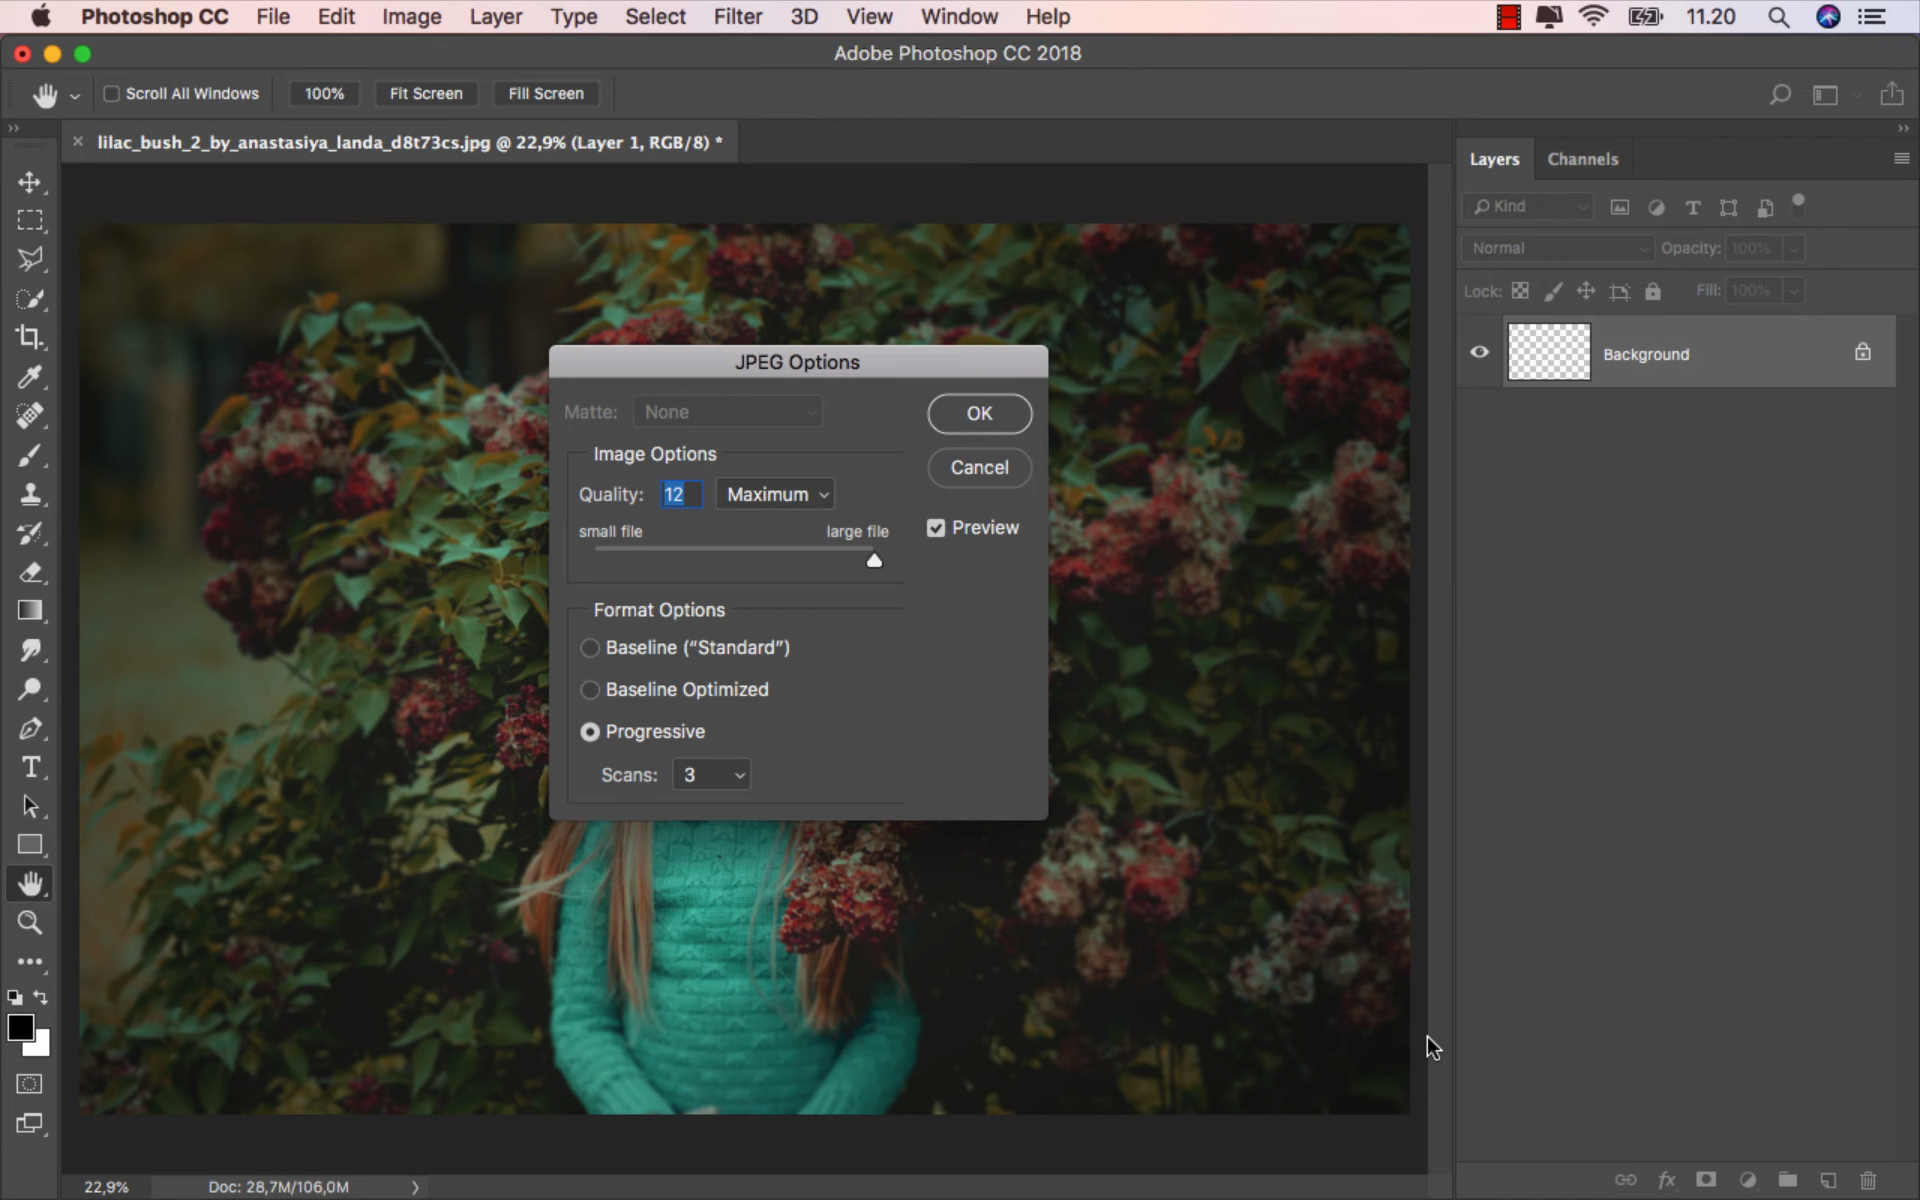 Photoshop CC File Edit Image Layer Type Select Filter 3D View Window Help 11.20
Adobe Photoshop CC 2018
Scroll All Windows 100% Fit Screen Fill Screen
lilac_bush_2_by_anastasiya_landa_d8t73cs.jpg @ 22,9% (Layer 1, RGB/8) *
Layers Channels
Kind
Normal Opacity: 100%
Lock: Fill: 100%
Background
JPEG Options
Matte: None
OK
Image Options
Cancel
Quality: 12 Maximum
small file large file
Preview
Format Options
Baseline (“Standard”)
Baseline Optimized
Progressive
Scans: 3
22,9% Doc: 28,7M/106,0M
fx